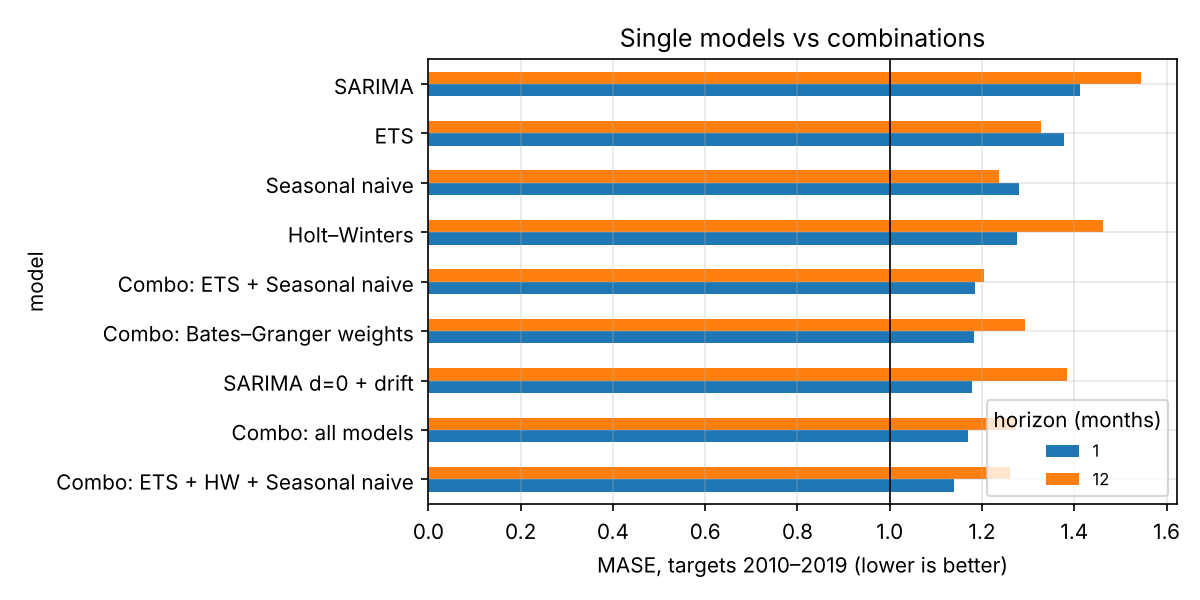 Single models vs combinations
SARIMA
ETS
Seasonal naive
Holt–Winters
Combo: ETS + Seasonal naive
Combo: Bates–Granger weights
SARIMA d=0 + drift
Combo: all models
Combo: ETS + HW + Seasonal naive
model
horizon (months)
1
12
0.0 0.2 0.4 0.6 0.8 1.0 1.2 1.4 1.6
MASE, targets 2010–2019 (lower is better)